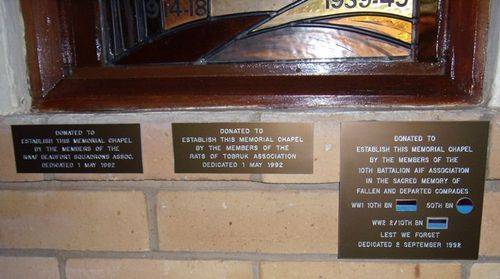 1914-18
1939-45
DONATED TO
ESTABLISH THIS MEMORIAL CHAPEL
BY THE MEMBERS OF THE
RAAF BEAUFORT SQUADRONS ASSOC.
DEDICATED 1 MAY 1992
DONATED TO
ESTABLISH THIS MEMORIAL CHAPEL
BY THE MEMBERS OF THE
RATS OF TOBRUK ASSOCIATION
DEDICATED 1 MAY 1992
DONATED TO
ESTABLISH THIS MEMORIAL CHAPEL
BY THE MEMBERS OF THE
10TH BATTALION AIF ASSOCIATION
IN THE SACRED MEMORY OF
FALLEN AND DEPARTED COMRADES
WW1 10TH BN 50TH BN
WW2 2/10TH BN
LEST WE FORGET
DEDICATED 2 SEPTEMBER 1992